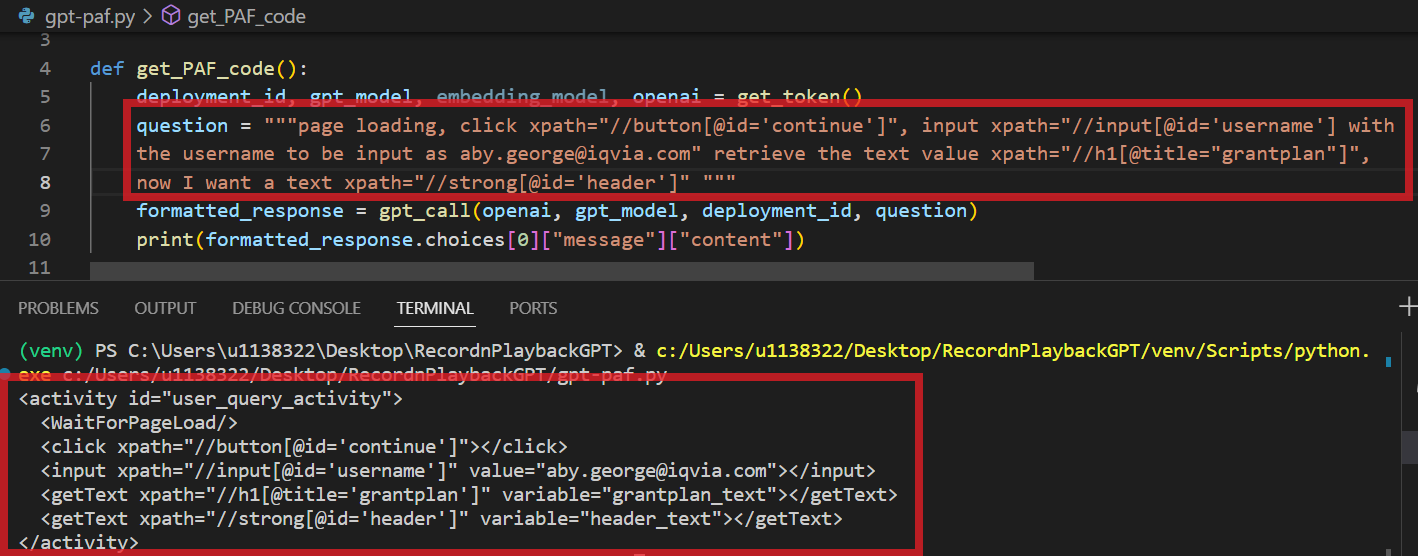 gpt-paf.py > get_PAF_code
3
4 def get_PAF_code():
5 deployment_id, gpt_model, embedding_model, openai = get_token()
6 question = """page loading, click xpath="//button[@id='continue']", input xpath="//input[@id='username'] with
7 the username to be input as aby.george@iqvia.com" retrieve the text value xpath="//h1[@title="grantplan"]",
8 now I want a text xpath="//strong[@id='header']" """
9 formatted_response = gpt_call(openai, gpt_model, deployment_id, question)
10 print(formatted_response.choices[0]["message"]["content"])
11
PROBLEMS OUTPUT DEBUG CONSOLE TERMINAL PORTS
(venv) PS C:\Users\u1138322\Desktop\RecordnPlaybackGPT> & c:/Users/u1138322/Desktop/RecordnPlaybackGPT/venv/Scripts/python.
exe c:/Users/u1138322/Desktop/RecordnPlaybackGPT/gpt-paf.py
<activity id="user_query_activity">
<WaitForPageLoad/>
<click xpath="//button[@id='continue']"></click>
<input xpath="//input[@id='username']" value="aby.george@iqvia.com"></input>
<getText xpath="//h1[@title='grantplan']" variable="grantplan_text"></getText>
<getText xpath="//strong[@id='header']" variable="header_text"></getText>
</activity>